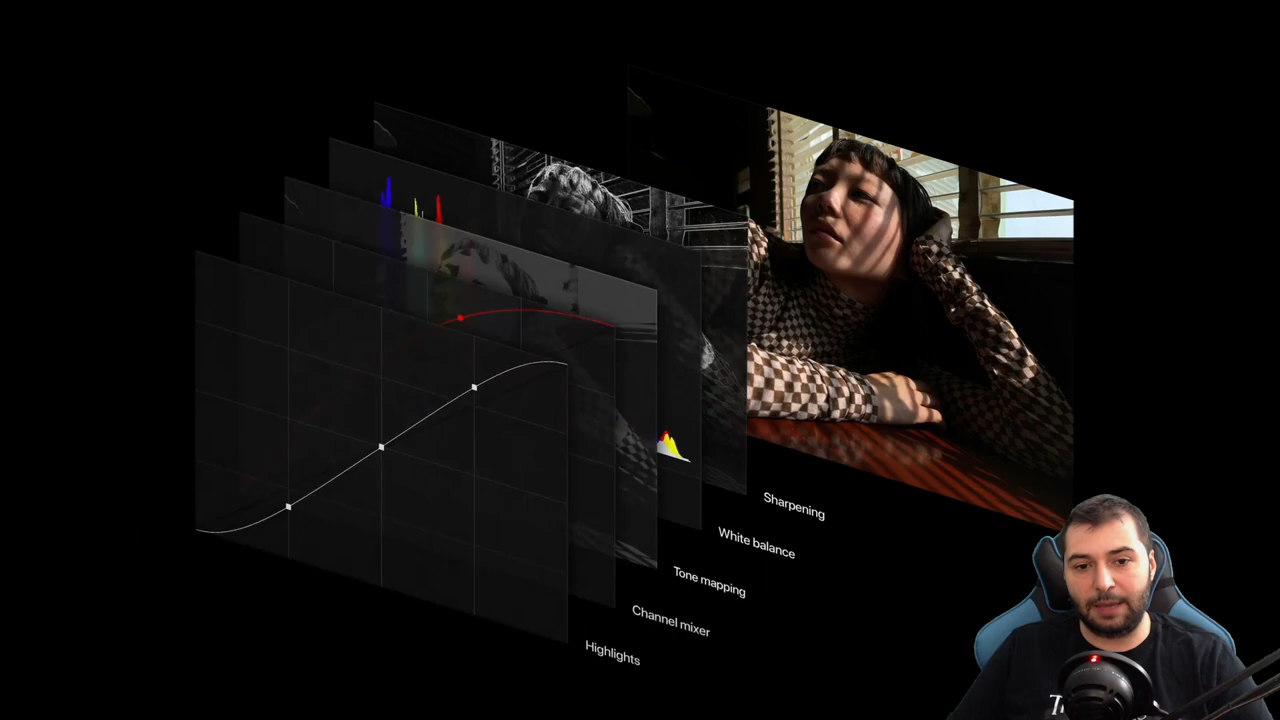 Sharpening
White balance
Tone mapping
Channel mixer
Highlights